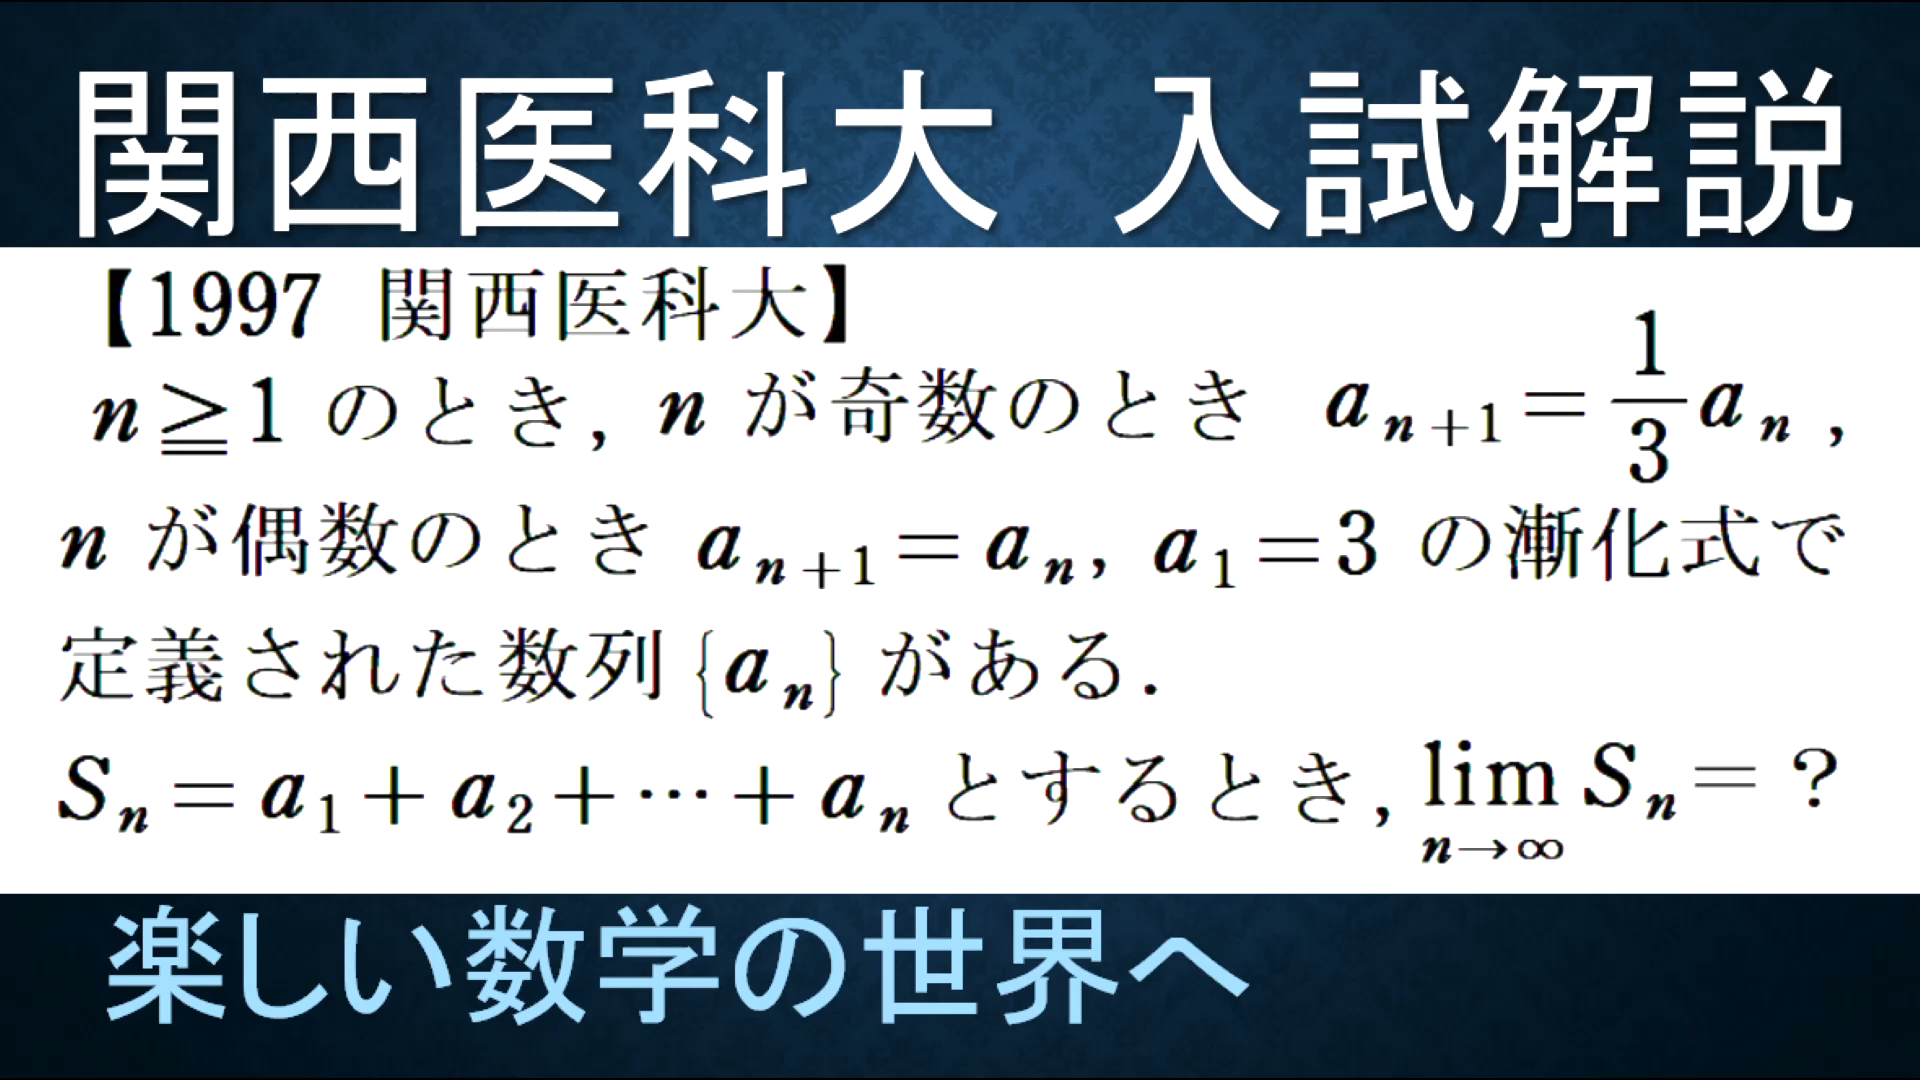 関西医科大 入試解説
【1997 関西医科大】
n≧1 のとき, n が奇数のとき a_{n+1}=\frac{1}{3}a_n ,
n が偶数のとき a_{n+1}=a_n, a_1=3 の漸化式で
定義された数列 {a_n} がある.
S_n=a_1+a_2+…+a_n とするとき, \lim_{n→∞} S_n=?
楽しい数学の世界へ